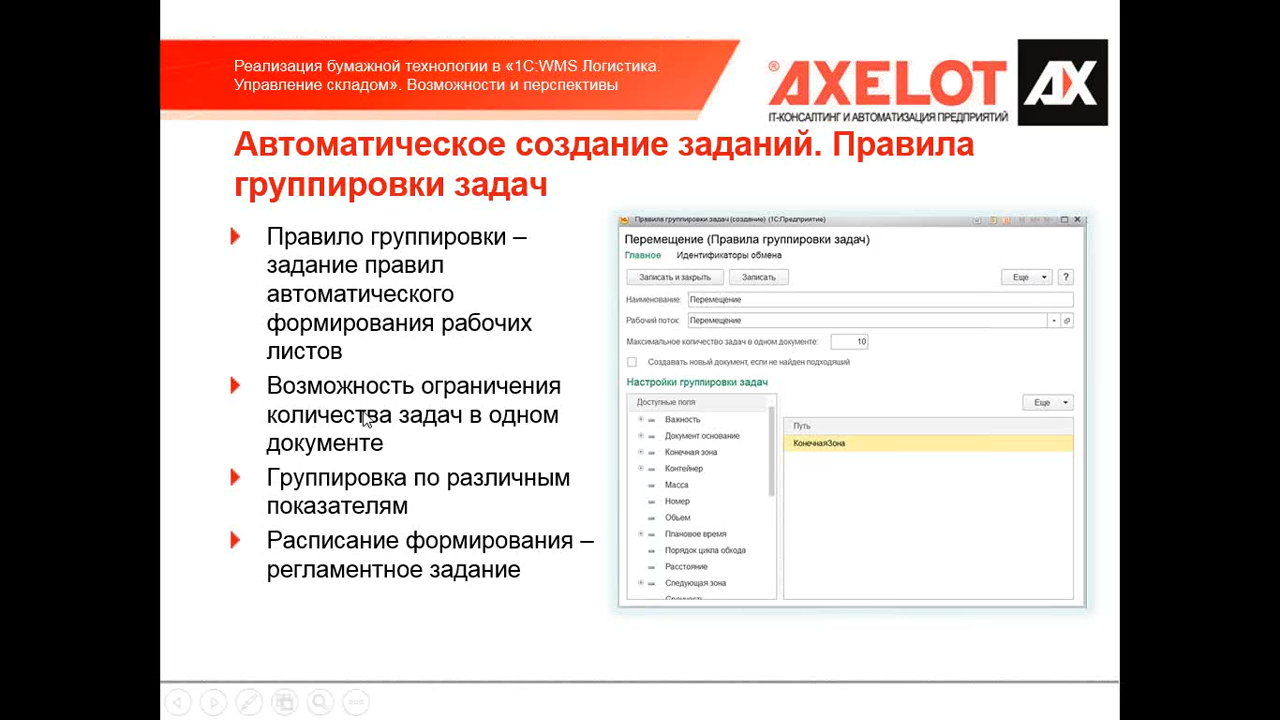 Реализация бумажной технологии в «1С:WMS Логистика.
Управление складом». Возможности и перспективы
®AXELOT AX
IT-КОНСАЛТИНГ И АВТОМАТИЗАЦИЯ ПРЕДПРИЯТИЙ
Автоматическое создание заданий. Правила
группировки задач
Правило группировки –
задание правил
автоматического
формирования рабочих
листов
Возможность ограничения
количества задач в одном
документе
Группировка по различным
показателям
Расписание формирования –
регламентное задание
Правила группировки задач (создание) (1С:Предприятие)
Перемещение (Правила группировки задач)
Главное Идентификаторы обмена
Записать и закрыть Записать Еще ?
Наименование: Перемещение
Рабочий поток: Перемещение
Максимальное количество задач в одном документе: 10
Создавать новый документ, если не найден подходящий
Настройки группировки задач
Доступные поля
Важность
Документ основание
Конечная зона
Контейнер
Масса
Номер
Объем
Плановое время
Порядок цикла обхода
Расстояние
Следующая зона
Еще
Путь
КонечнаяЗона